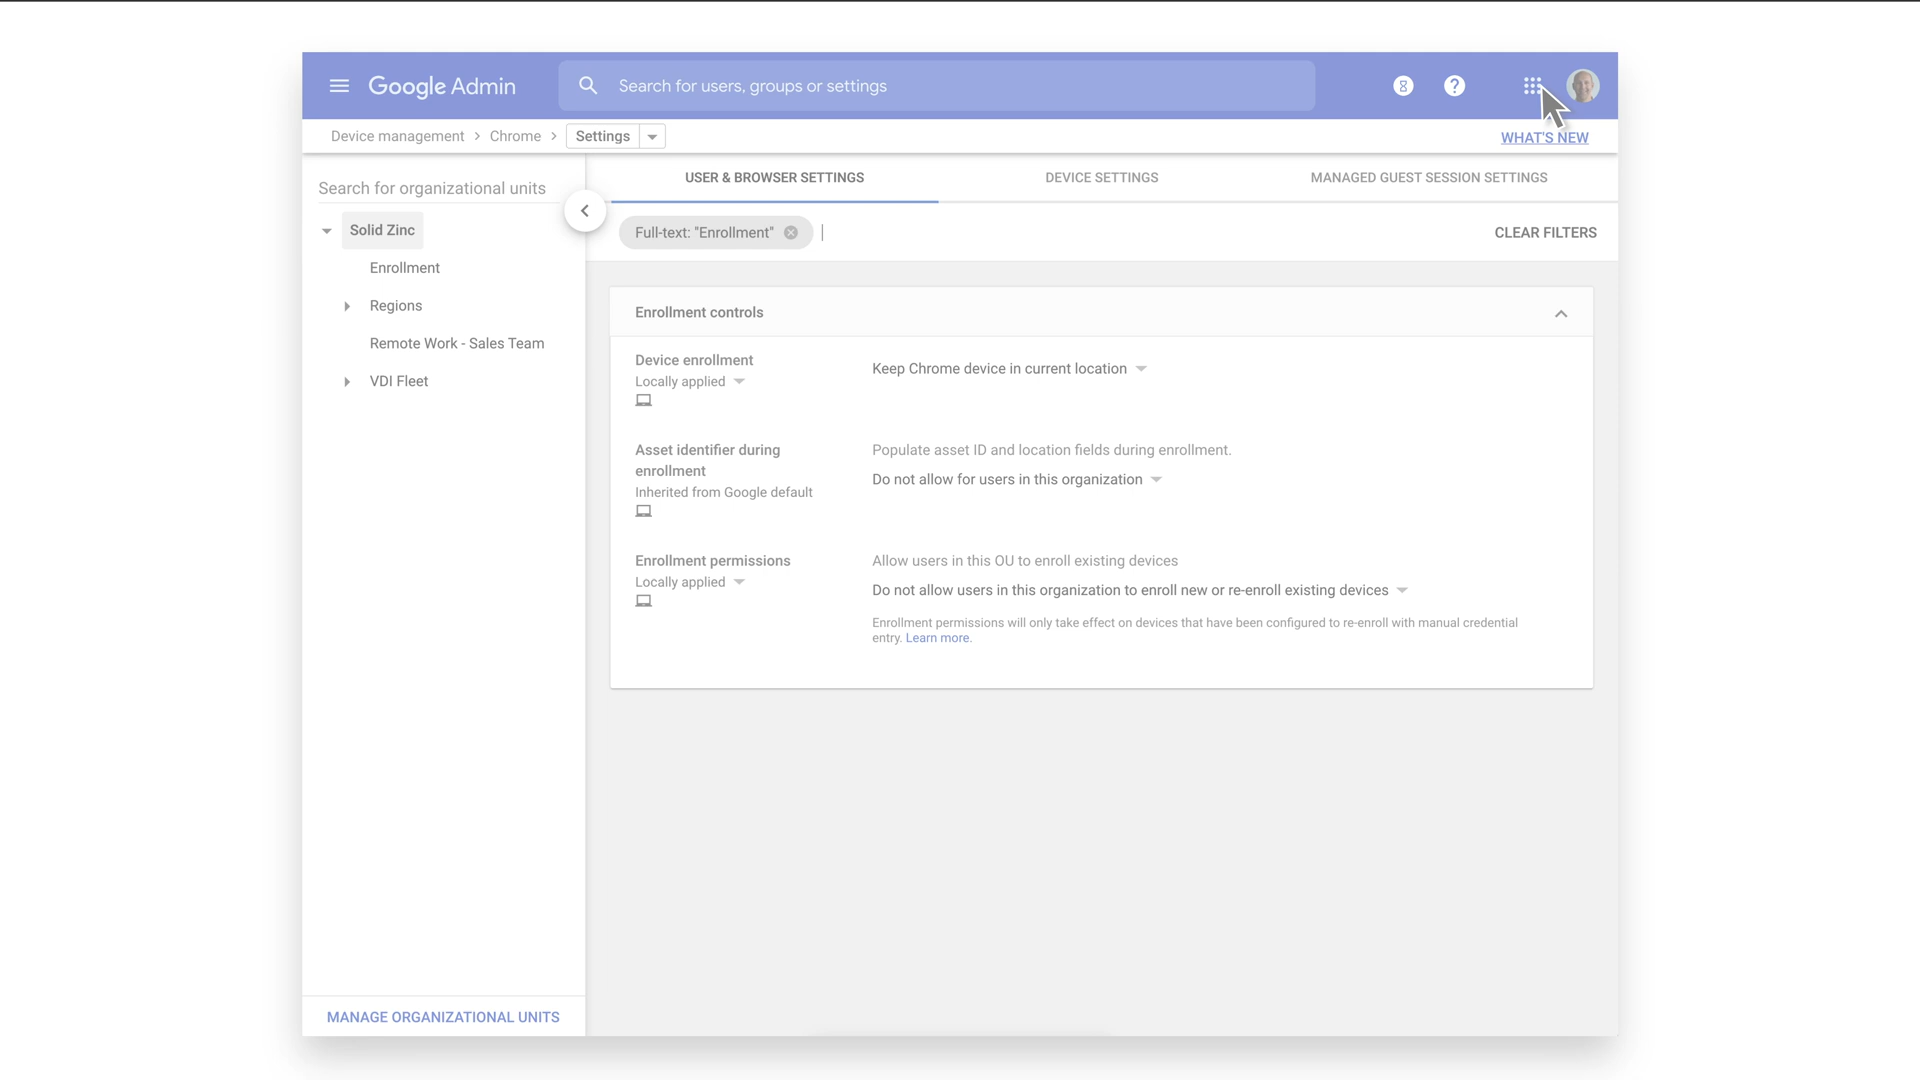 Google Admin
Search for users, groups or settings
Device management > Chrome > Settings
WHAT'S NEW
Search for organizational units
Solid Zinc
Enrollment
Regions
Remote Work - Sales Team
VDI Fleet
MANAGE ORGANIZATIONAL UNITS
USER & BROWSER SETTINGS
DEVICE SETTINGS
MANAGED GUEST SESSION SETTINGS
Full-text: "Enrollment"
CLEAR FILTERS
Enrollment controls
Device enrollment
Locally applied
Keep Chrome device in current location
Asset identifier during
enrollment
Inherited from Google default
Populate asset ID and location fields during enrollment.
Do not allow for users in this organization
Enrollment permissions
Locally applied
Allow users in this OU to enroll existing devices
Do not allow users in this organization to enroll new or re-enroll existing devices
Enrollment permissions will only take effect on devices that have been configured to re-enroll with manual credential
entry. Learn more.